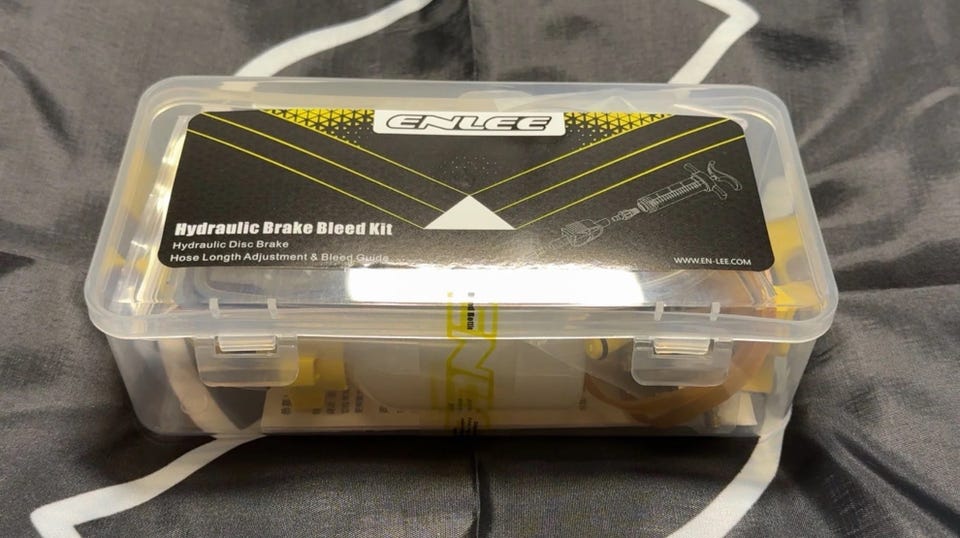 ENLEE
Hydraulic Brake Bleed Kit
Hydraulic Disc Brake
Hose Length Adjustment & Bleed Guide
WWW.EN-LEE.COM